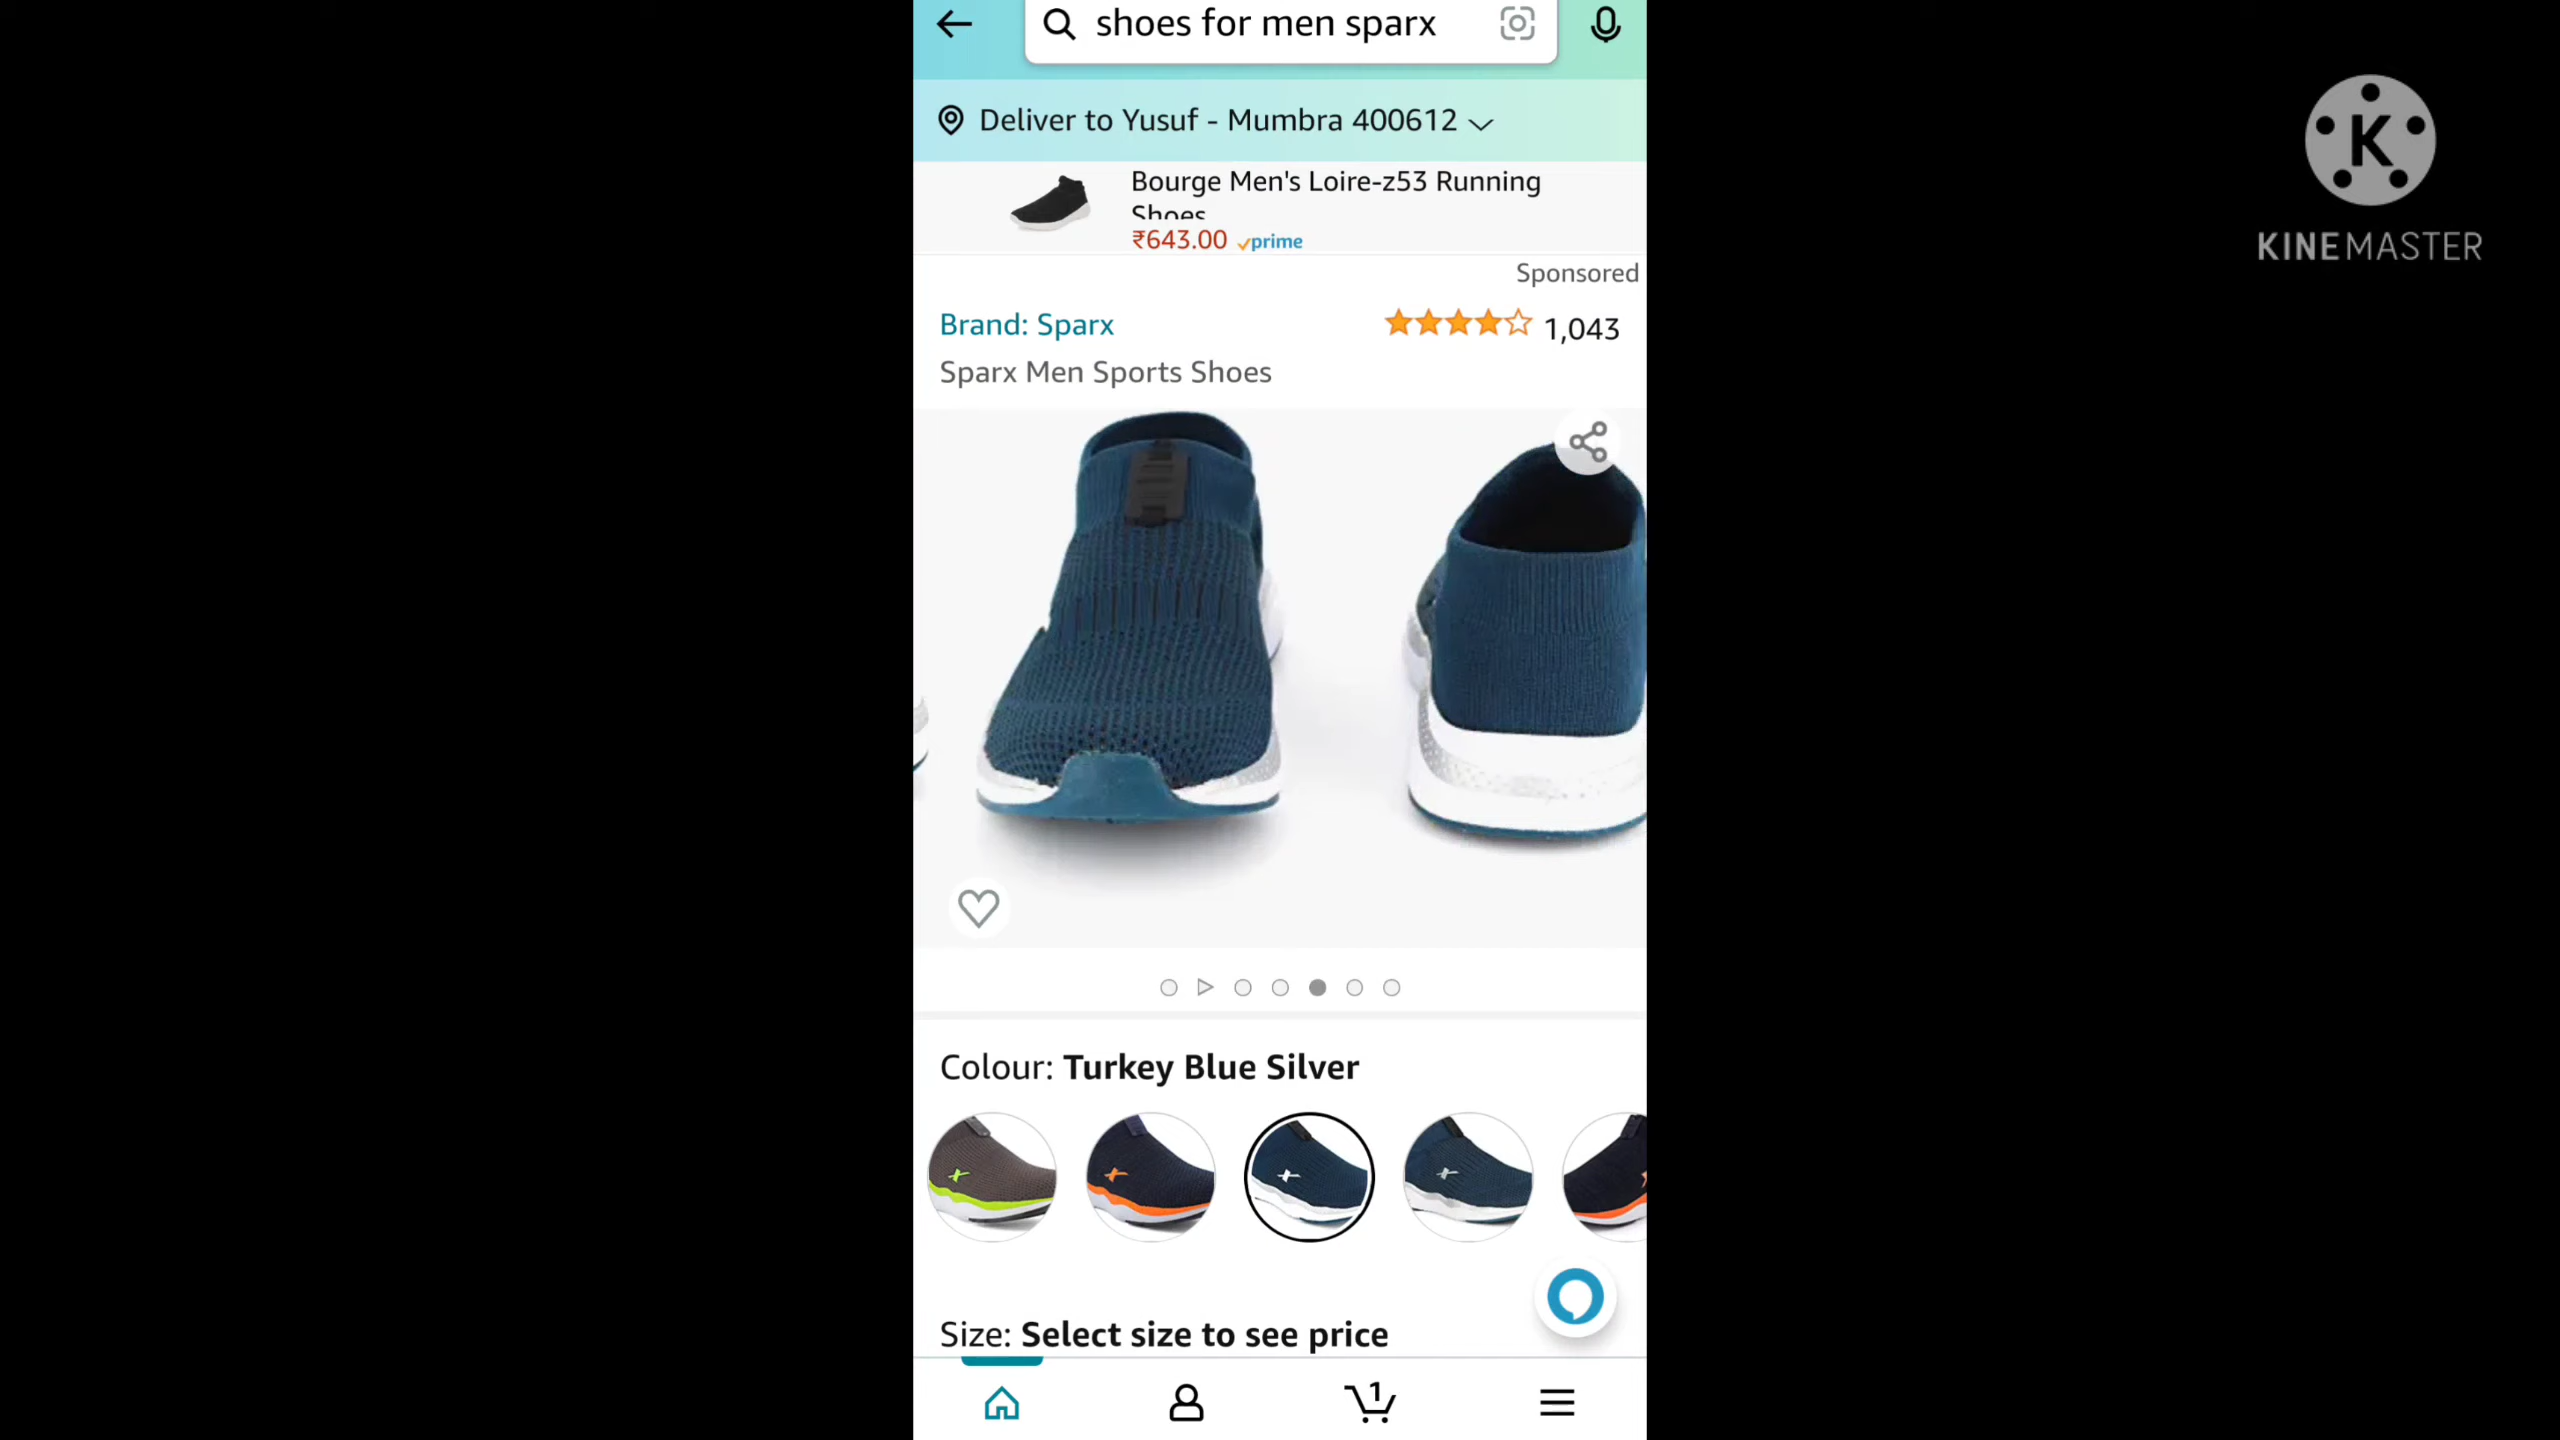 shoes for men sparx
Deliver to Yusuf - Mumbra 400612
Bourge Men's Loire-z53 Running
Shoes
₹643.00 prime
Sponsored
Brand: Sparx 1,043
Sparx Men Sports Shoes
Colour: Turkey Blue Silver
Size: Select size to see price
1
K
KINEMASTER